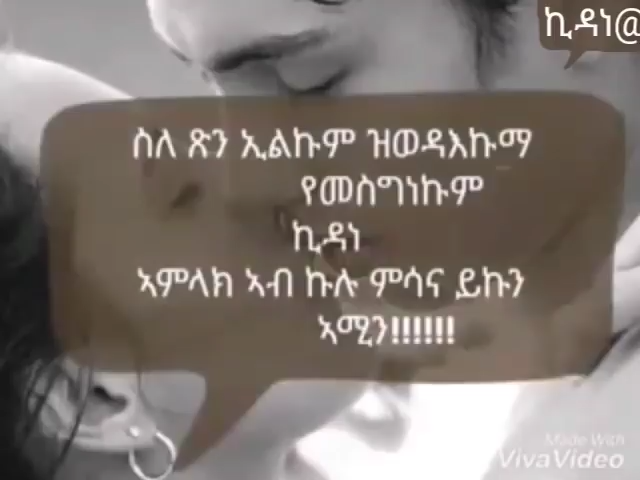 ኪዳነ@
ስለ ጽን ኢልኩም ዝወዳእኩማ
የመስግነኩም
ኪዳነ
ኣምላክ ኣብ ኩሉ ምሳና ይኩን
ኣሚን!!!!!!
Made With
VivaVideo